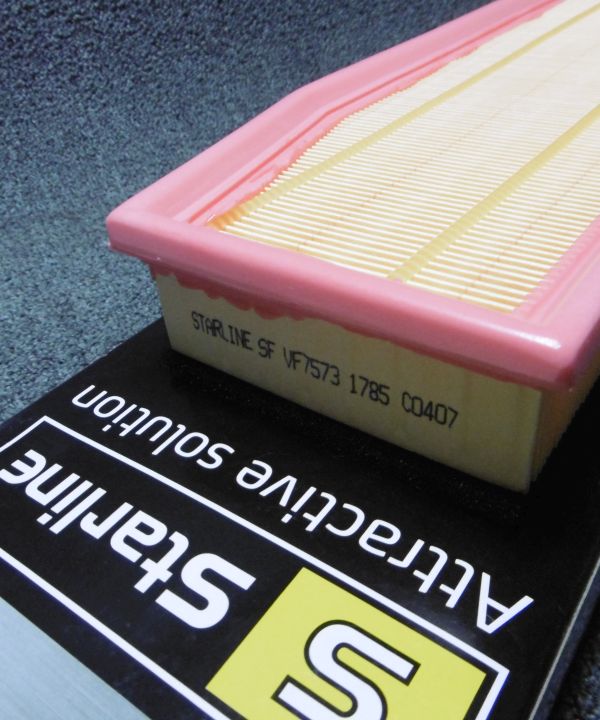 STARLINE SF VF7573 1785 C0407
S Starline
Attractive solution